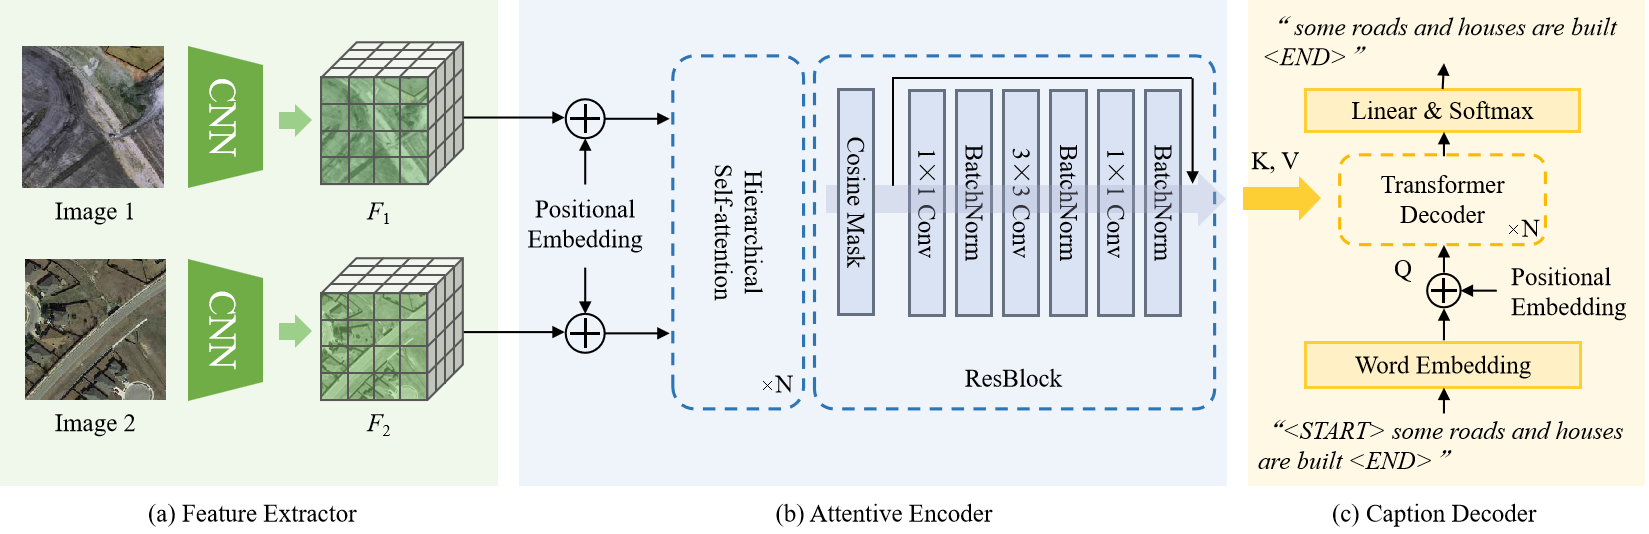 CNN
Image 1
F1
CNN
Image 2
F2
(a) Feature Extractor
Positional
Embedding
Hierarchical
Self-attention
×N
Cosine Mask
1×1 Conv
BatchNorm
3×3 Conv
BatchNorm
1×1 Conv
BatchNorm
ResBlock
(b) Attentive Encoder
“ some roads and houses are built
<END> ”
Linear & Softmax
K, V
Transformer
Decoder
×N
Q
Positional
Embedding
Word Embedding
“<START> some roads and houses
are built <END> ”
(c) Caption Decoder